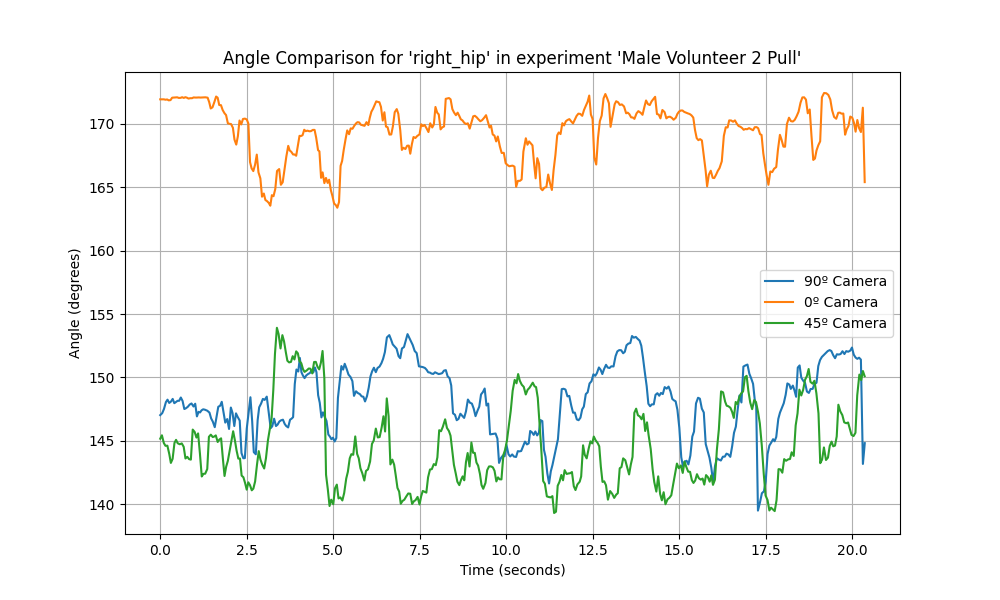 Angle Comparison for 'right_hip' in experiment 'Male Volunteer 2 Pull'
Angle (degrees)
170
165
160
155
150
145
140
90º Camera
0º Camera
45º Camera
0.0 2.5 5.0 7.5 10.0 12.5 15.0 17.5 20.0
Time (seconds)